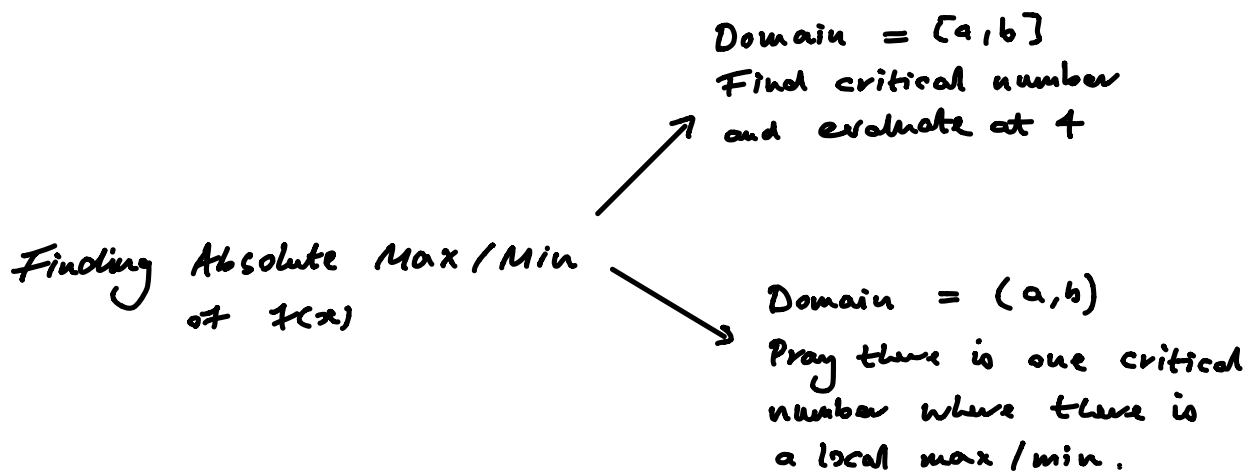 Domain = [a,b]
Find critical number
and evaluate at f
Finding Absolute Max/Min
of f(x)
Domain = (a,b)
Pray there is one critical
number where there is
a local max/min.